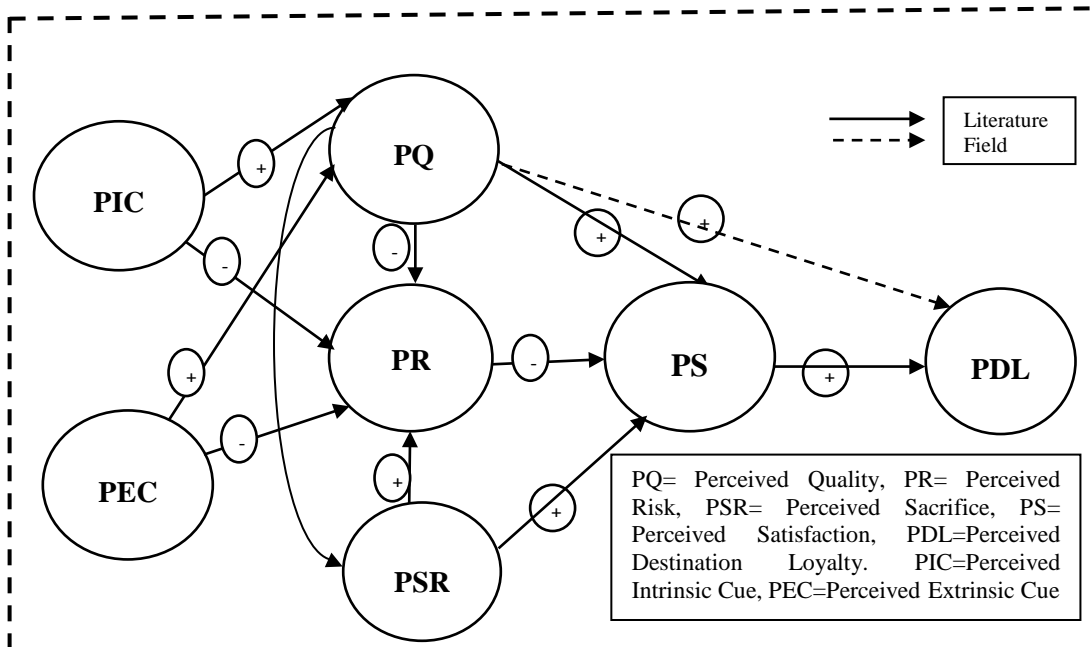 PQ
+
PIC
Literature
Field
+
+
-
-
PR
PS
PDL
-
+
+
-
PEC
+
+
PSR
PQ= Perceived Quality, PR= Perceived
Risk, PSR= Perceived Sacrifice, PS=
Perceived Satisfaction, PDL=Perceived
Destination Loyalty. PIC=Perceived
Intrinsic Cue, PEC=Perceived Extrinsic Cue